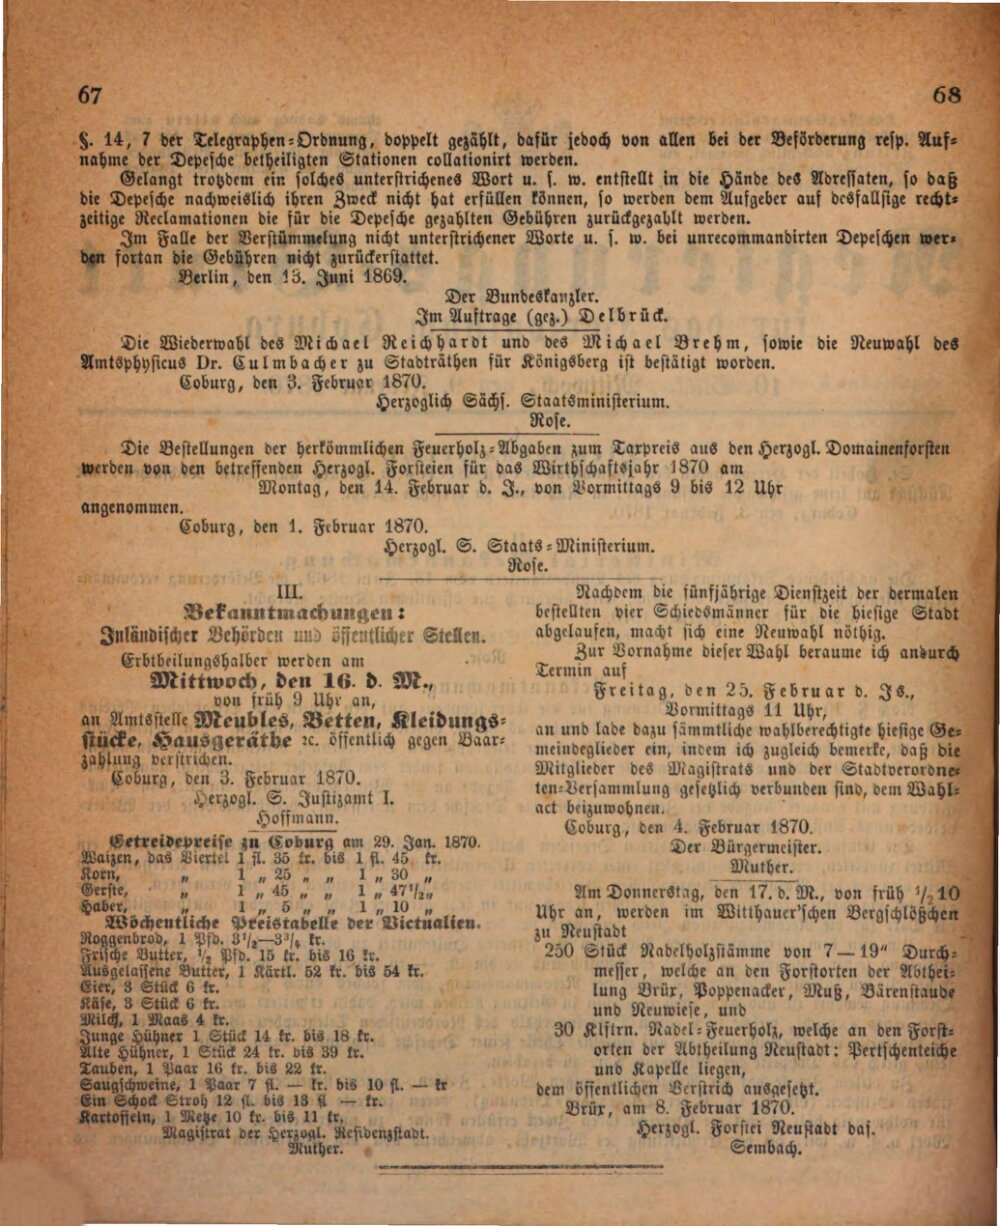 67
68
§. 14, 7 der Telegraphen-Ordnung, doppelt gezählt, dafür jedoch von allen bei der Beförderung resp. Auf-
nahme der Depesche betheiligten Stationen collationirt werden.
Gelangt trotzdem ein solches unterstrichenes Wort u. s. w. entstellt in die Hände des Adressaten, so daß
die Depesche nachweislich ihren Zweck nicht hat erfüllen können, so werden dem Aufgeber auf desfallsige recht-
zeitige Reclamationen die für die Depesche gezahlten Gebühren zurückgezahlt werden.
Im Falle der Verstümmelung nicht unterstrichener Worte u. s. w. bei unrecommandirten Depeschen wer-
den fortan die Gebühren nicht zurückerstattet.
Berlin, den 13. Juni 1869.
Der Bundeskanzler.
Im Auftrage (gez.) Delbrück.
Die Wiederwahl des Michael Reichhardt und des Michael Brehm, sowie die Neuwahl des
Amtsphysicus Dr. Culmbacher zu Stadträthen für Königsberg ist bestätigt worden.
Coburg, den 3. Februar 1870.
Herzoglich Sächs. Staatsministerium.
Rose.
Die Bestellungen der herkömmlichen Feuerholz-Abgaben zum Taxpreis aus den Herzogl. Domainenforsten
werden von den betreffenden Herzogl. Forsteien für das Wirthschaftsjahr 1870 am
Montag, den 14. Februar d. J., von Vormittags 9 bis 12 Uhr
angenommen.
Coburg, den 1. Februar 1870.
Herzogl. S. Staats-Ministerium.
Rose.
III.
Bekanntmachungen:
Inländischer Behörden und öffentlicher Stellen.
Erbtheilungshalber werden am
Mittwoch, den 16. d. M.,
von früh 9 Uhr an,
an Amtsstelle Meubles, Betten, Kleidungs-
stücke, Hausgeräthe ꝛc. öffentlich gegen Baar-
zahlung verstrichen.
Coburg, den 3. Februar 1870.
Herzogl. S. Justizamt I.
Hoffmann.
Getreidepreise zu Coburg am 29. Jan. 1870.
Waizen, das Viertel 1 fl. 35 kr. bis 1 fl. 45 kr.
Korn, „ 1 „ 25 „ „ 1 „ 30 „
Gerste, „ 1 „ 45 „ „ 1 „ 47½„
Haber, „ 1 „ 5 „ „ 1 „ 10 „
Wöchentliche Preistabelle der Victualien.
Roggenbrod, 1 Pfd. 3½—3¾ kr.
Frische Butter, ½ Pfd. 15 kr. bis 16 kr.
Ausgelassene Butter, 1 Kärtl. 52 kr. bis 54 kr.
Eier, 3 Stück 6 kr.
Käse, 3 Stück 6 kr.
Milch, 1 Maas 4 kr.
Junge Hühner 1 Stück 14 kr. bis 18 kr.
Alte Hühner, 1 Stück 24 kr. bis 39 kr.
Tauben, 1 Paar 16 kr. bis 22 kr.
Saugschweine, 1 Paar 7 fl. — kr. bis 10 fl. — kr
Ein Schock Stroh 12 fl. bis 13 fl — kr.
Kartoffeln, 1 Metze 10 kr. bis 11 kr.
Magistrat der Herzogl. Residenzstadt.
Muther.
Nachdem die fünfjährige Dienstzeit der dermalen
bestellten vier Schiedsmänner für die hiesige Stadt
abgelaufen, macht sich eine Neuwahl nöthig.
Zur Vornahme dieser Wahl beraume ich andurch
Termin auf
Freitag, den 25. Februar d. Js.,
Vormittags 11 Uhr,
an und lade dazu sämmtliche wahlberechtigte hiesige Ge-
meindeglieder ein, indem ich zugleich bemerke, daß die
Mitglieder des Magistrats und der Stadtverordne-
ten-Versammlung gesetzlich verbunden sind, dem Wahl-
act beizuwohnen.
Coburg, den 4. Februar 1870.
Der Bürgermeister.
Muther.
Am Donnerstag, den 17. d. M., von früh ½10
Uhr an, werden im Witthauer'schen Bergschlößchen
zu Neustadt
250 Stück Nadelholzstämme von 7—19" Durch-
messer, welche an den Forstorten der Abthei-
lung Brüx, Poppenacker, Muß, Bärenstaude
und Neuwiese, und
30 Klftrn. Nadel-Feuerholz, welche an den Forst-
orten der Abtheilung Neustadt: Pertschenteiche
und Kapelle liegen,
dem öffentlichen Verstrich ausgesetzt.
Brüx, am 8. Februar 1870.
Herzogl. Forstei Neustadt das.
Sembach.